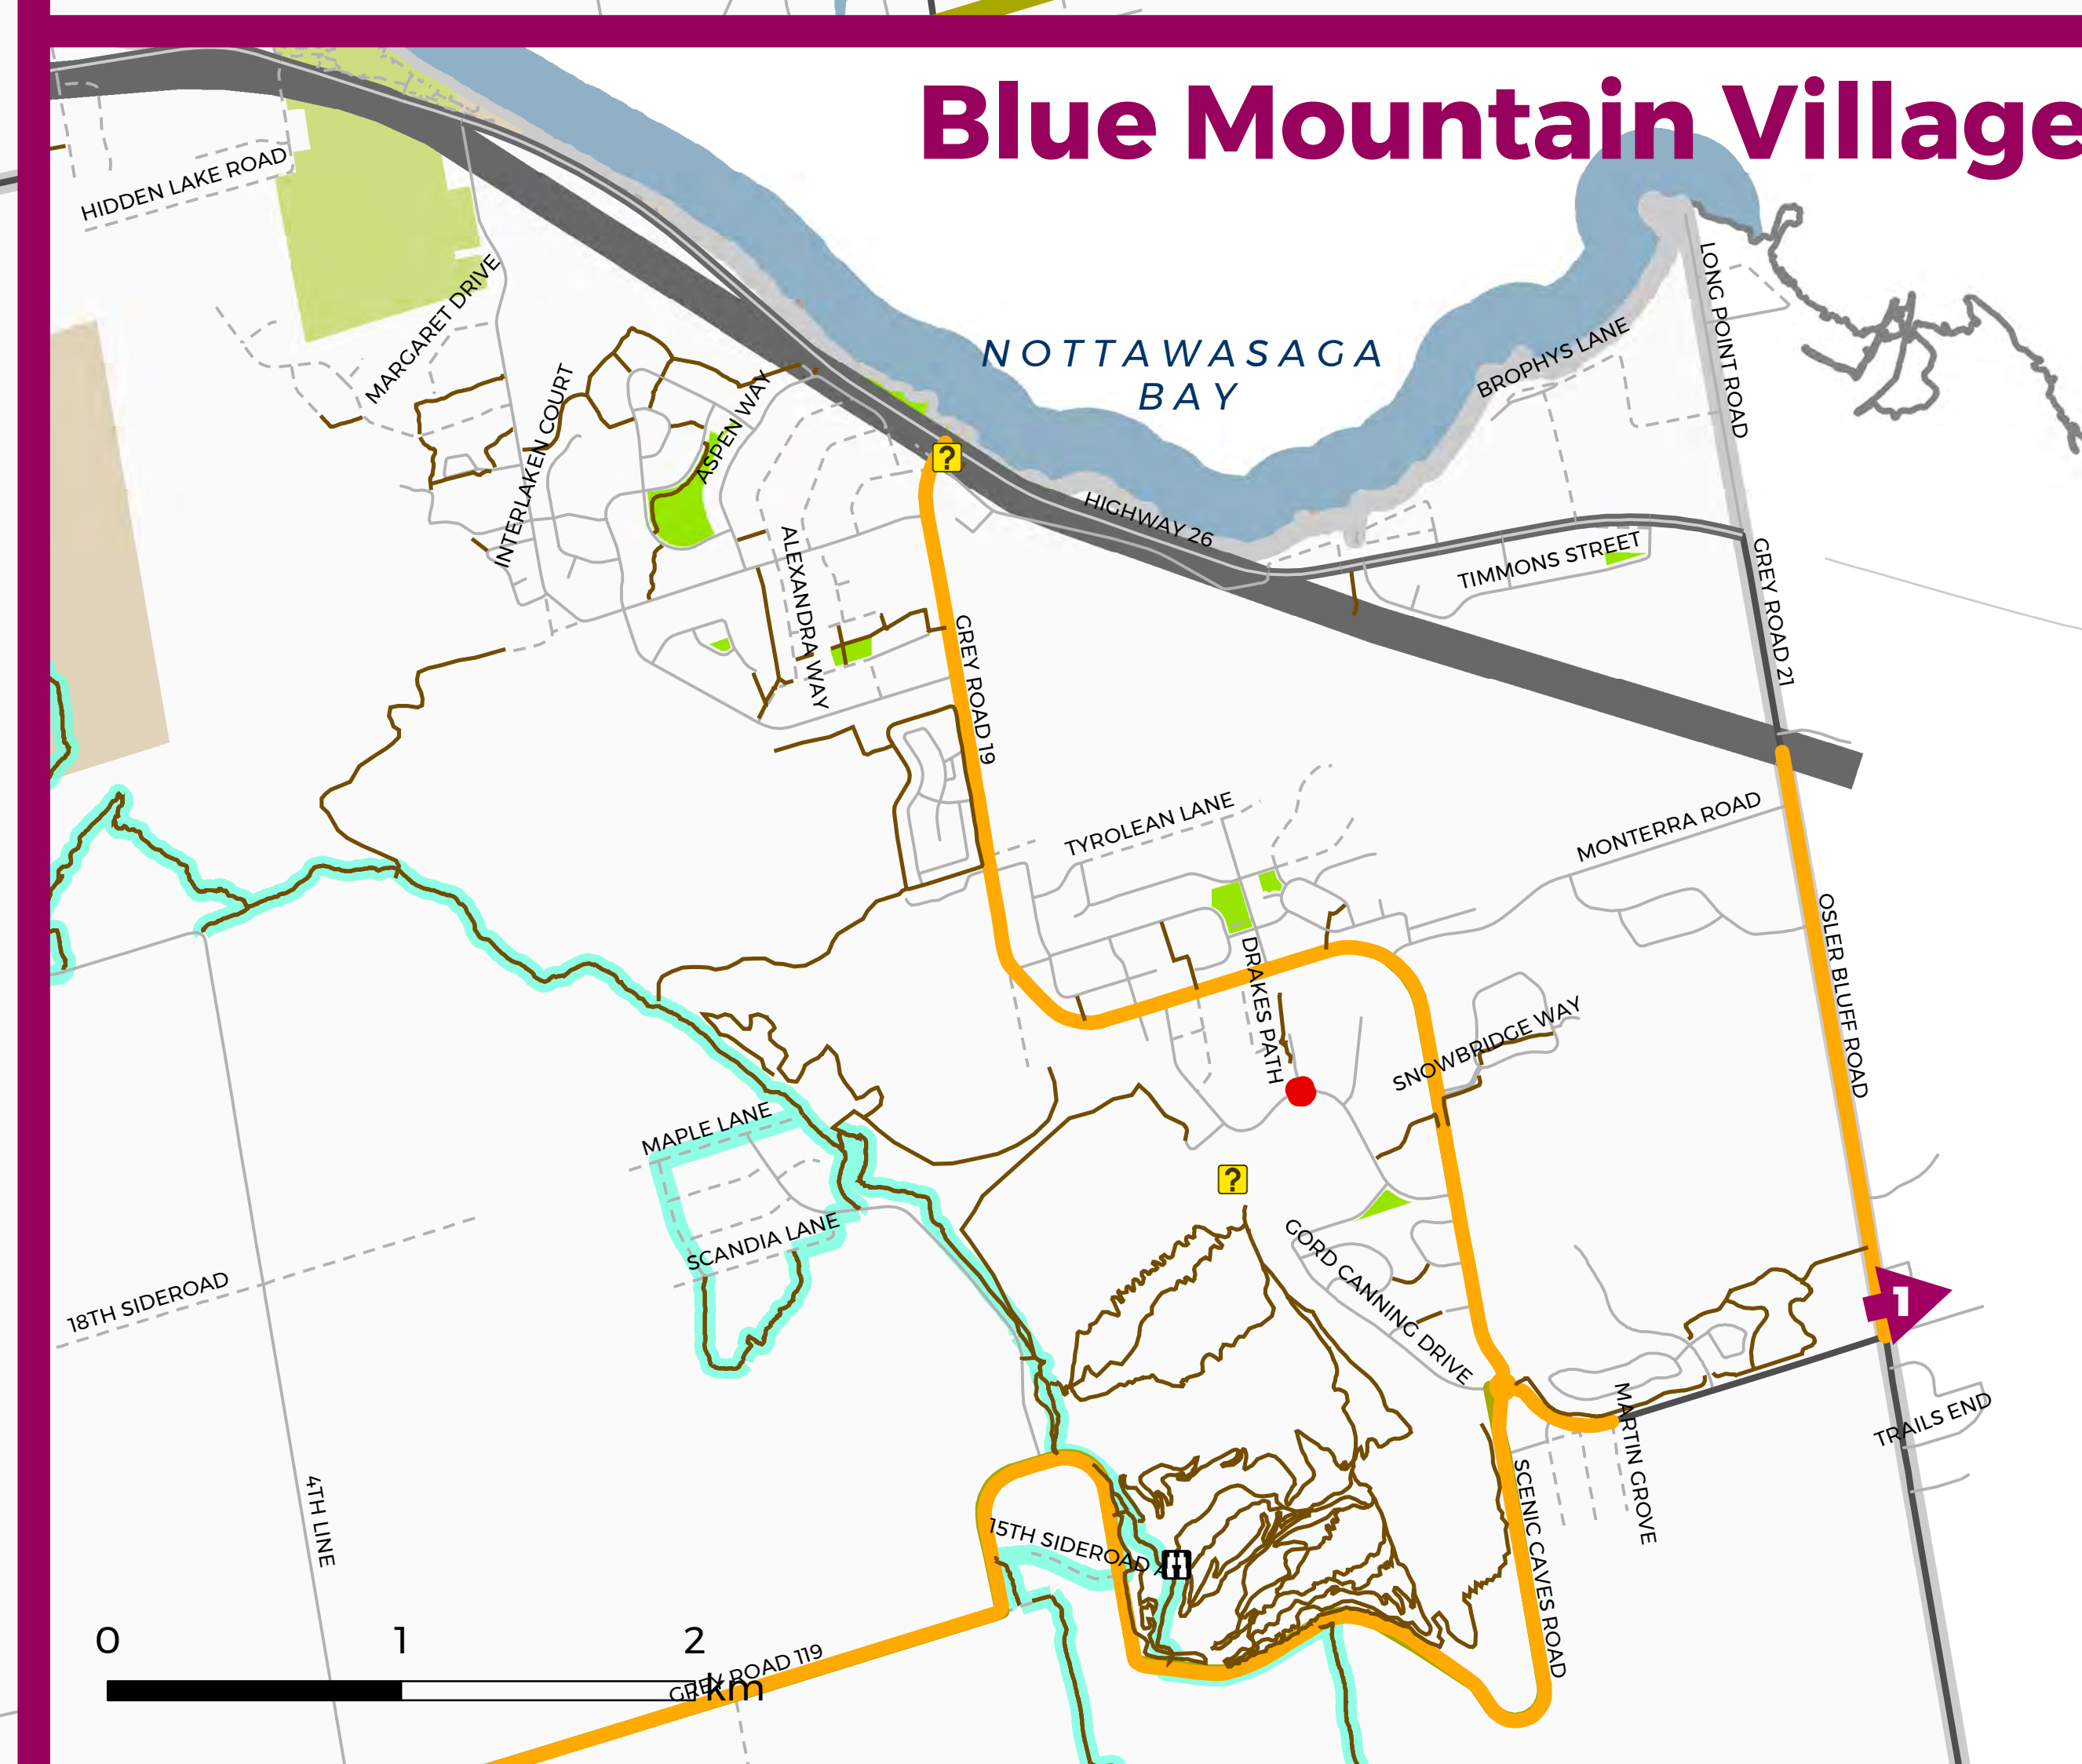 Blue Mountain Village
HIDDEN LAKE ROAD
MARGARET DRIVE
LONG POINT ROAD
NOTTAWASAGA
BAY
BROPHYS LANE
INTERLAKEN COURT
ASPEN WAY
?
HIGHWAY 26
TIMMONS STREET
GREY ROAD 21
ALEXANDRA WAY
GREY ROAD 19
TYROLEAN LANE
MONTERRA ROAD
OSLER BLUFF ROAD
DRAKES PATH
SNOWBRIDGE WAY
MAPLE LANE
?
SCANDIA LANE
GORD CANNING DRIVE
18TH SIDEROAD
1
MARTIN GROVE
TRAILS END
4TH LINE
SCENIC CAVES ROAD
15TH SIDEROAD A
0 1 2
km
GREY ROAD 119